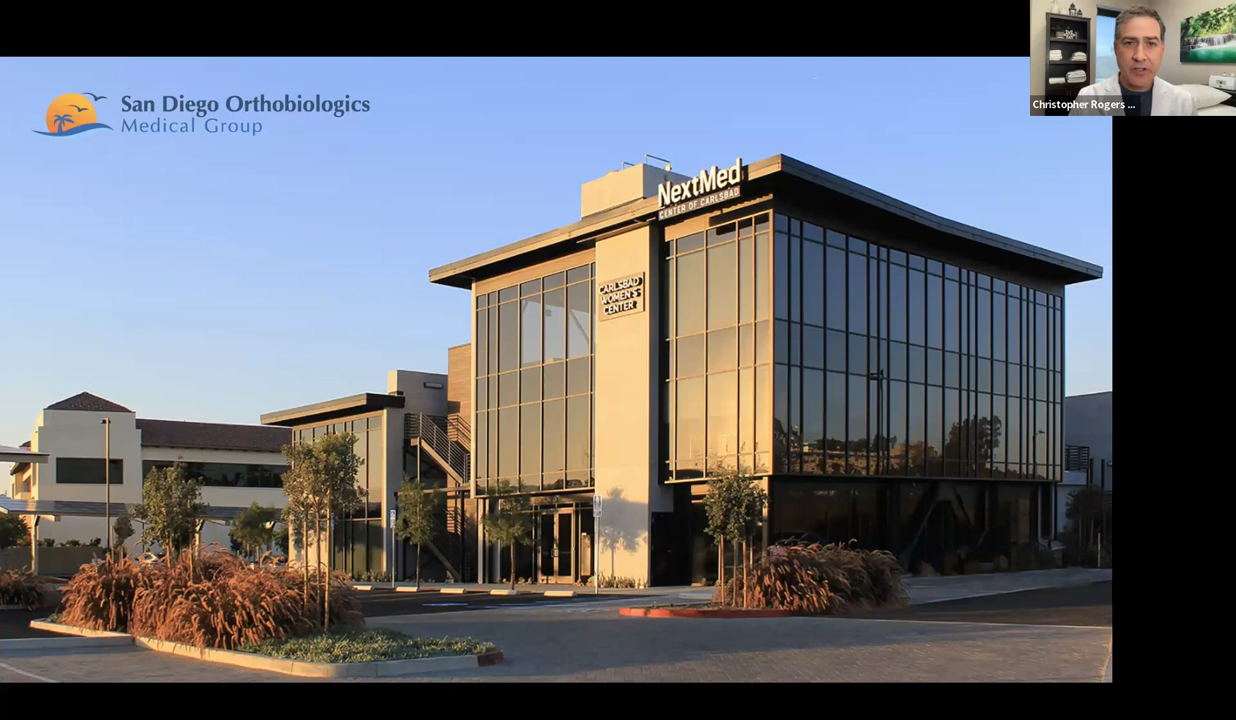 San Diego Orthobiologics
Medical Group
Christopher Rogers ...
NextMed
CENTER OF CARLSBAD
CARLSBAD
WOMEN'S
CENTER